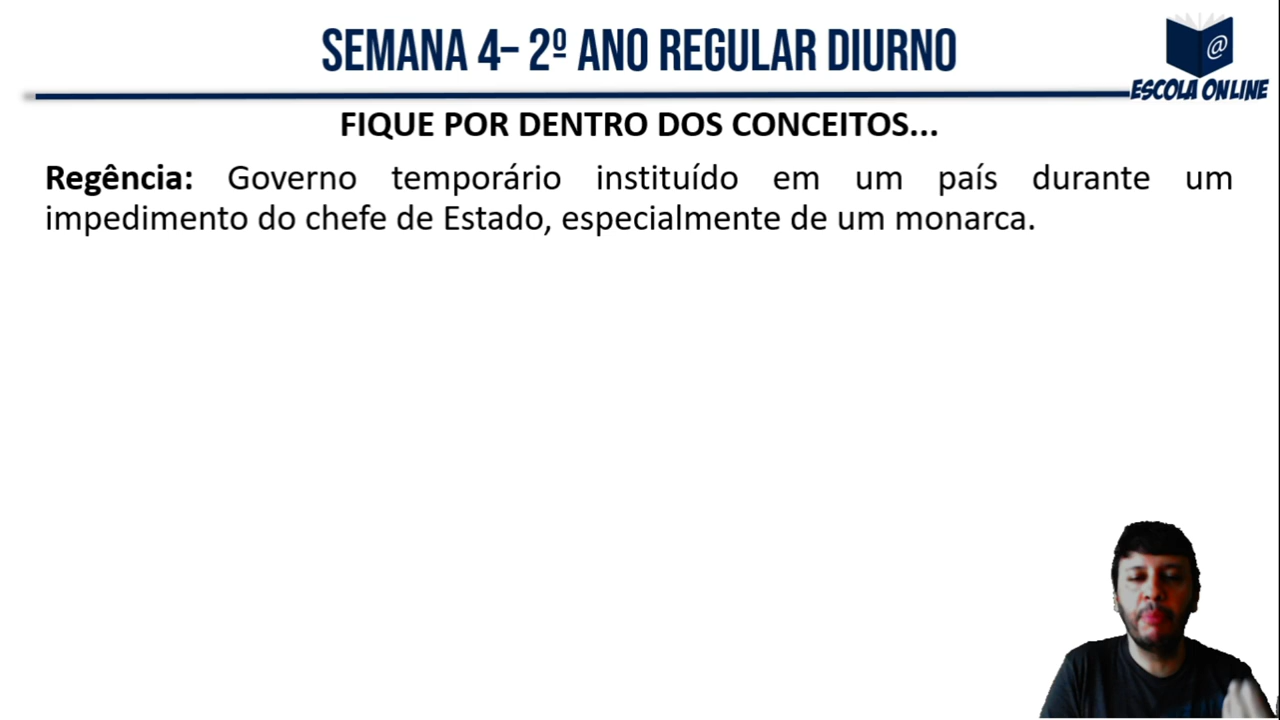 SEMANA 4– 2º ANO REGULAR DIURNO
@
ESCOLA ONLINE
FIQUE POR DENTRO DOS CONCEITOS...
Regência: Governo temporário instituído em um país durante um
impedimento do chefe de Estado, especialmente de um monarca.